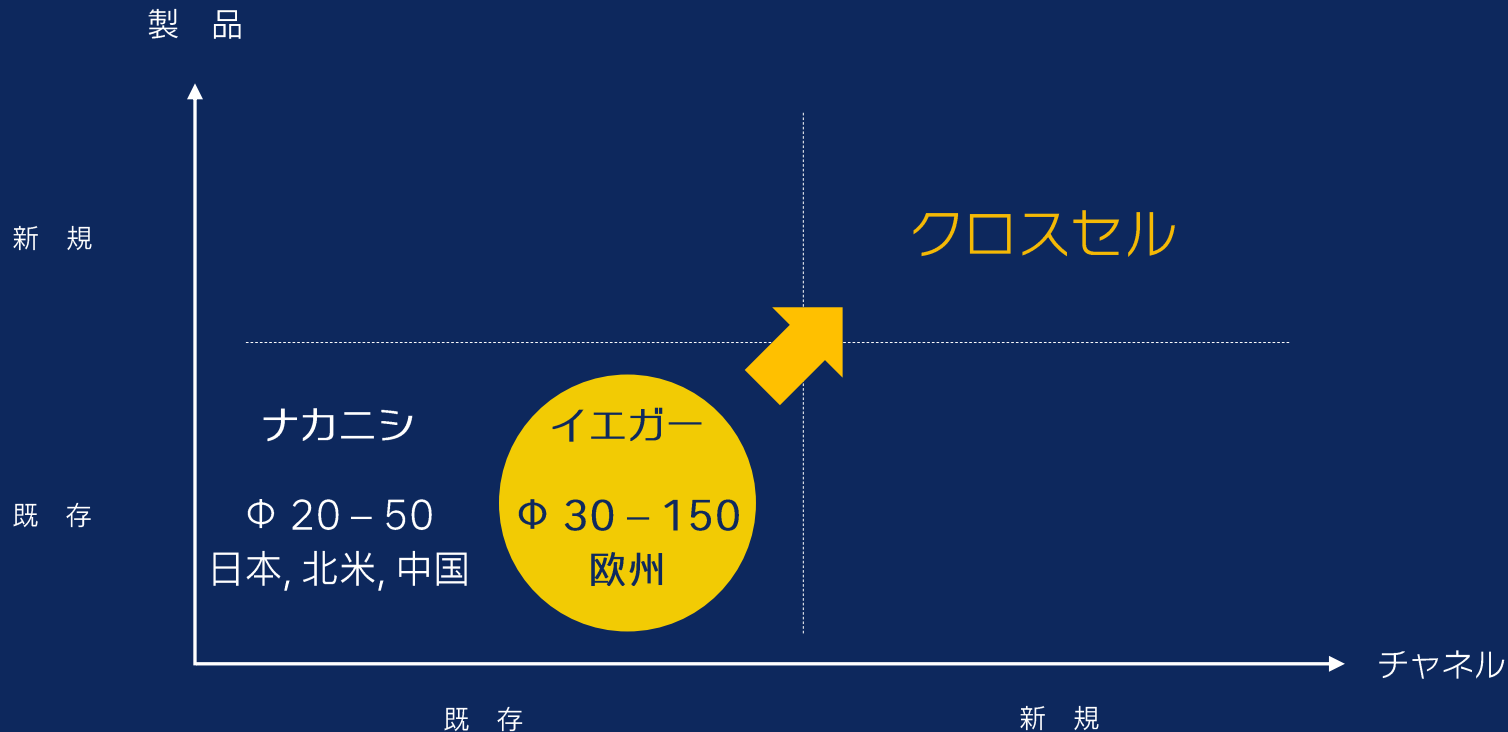 製 品
新 規
クロスセル
ナカニシ
Φ 20 – 50
日本, 北米, 中国
イエガー
Φ 30 – 150
欧州
既 存
チャネル
既 存
新 規